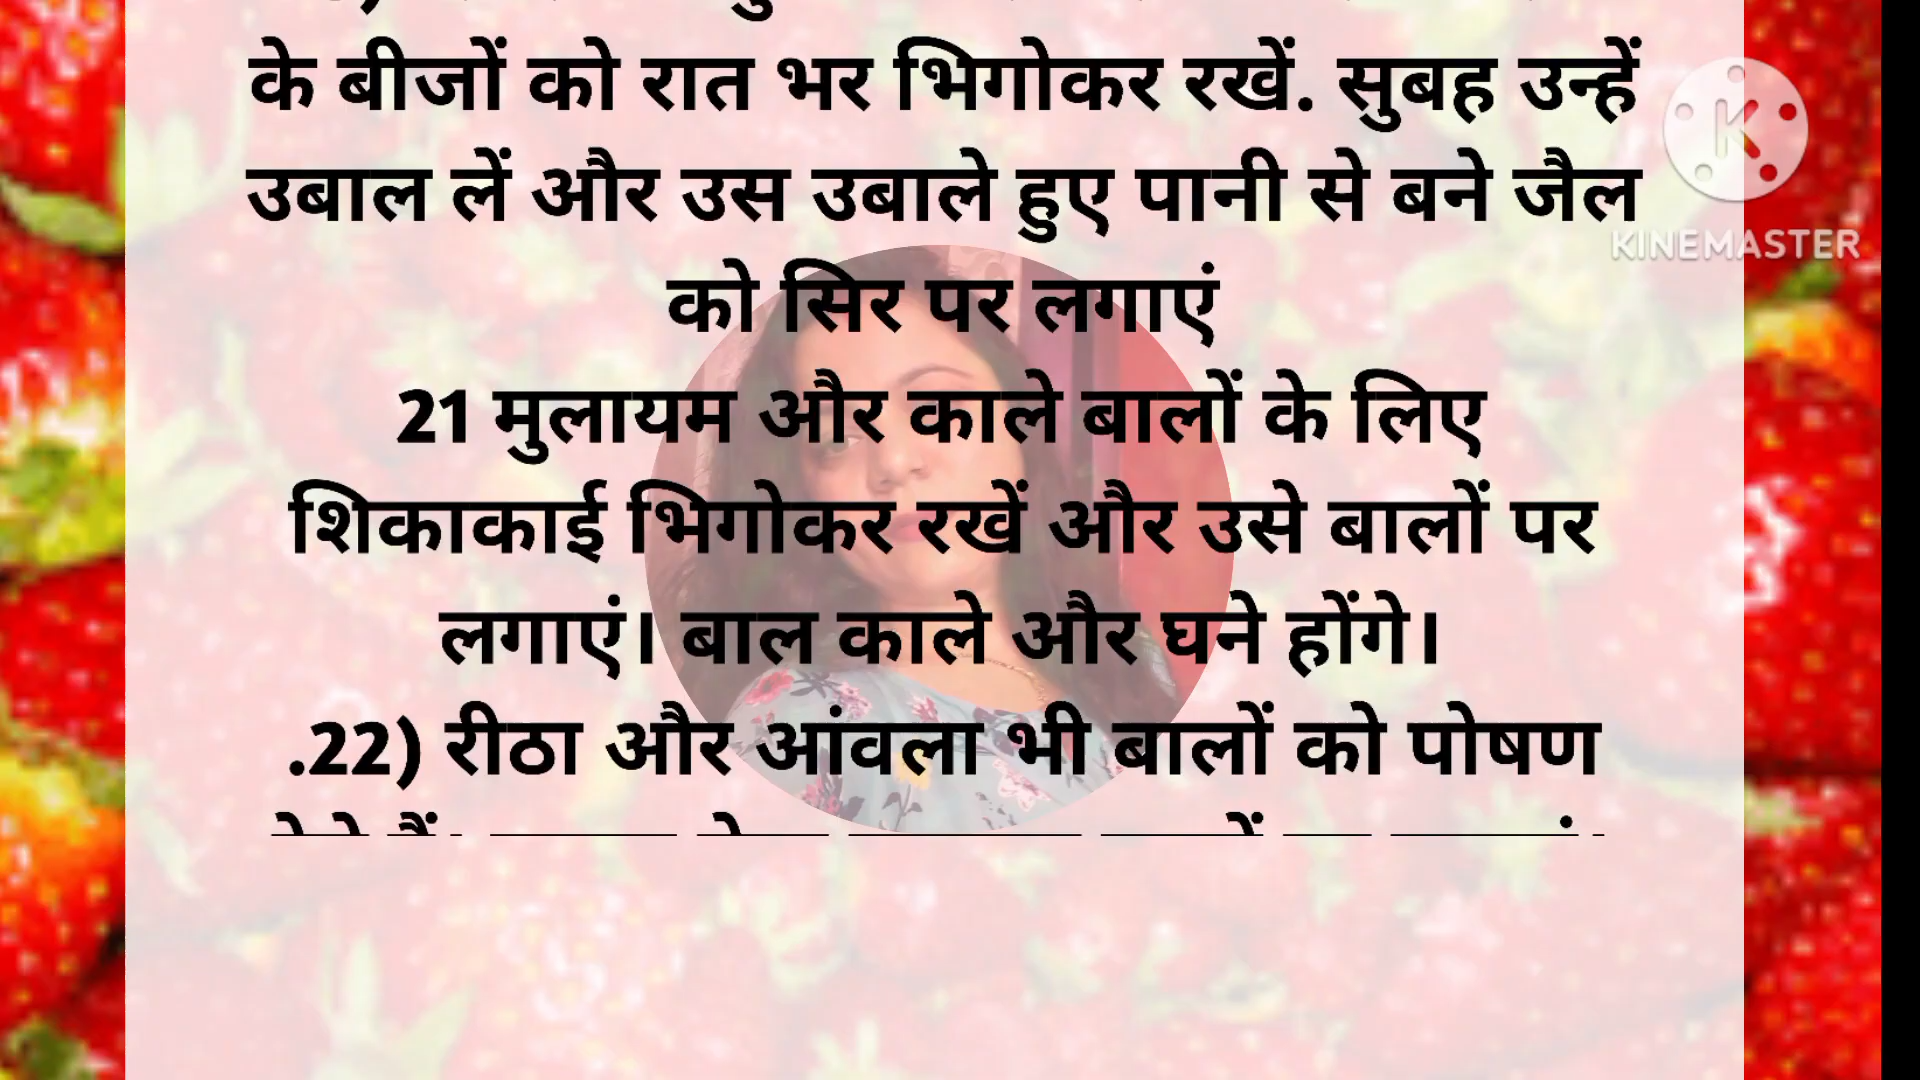 के बीजों को रात भर भिगोकर रखें. सुबह उन्हें
उबाल लें और उस उबाले हुए पानी से बने जैल
को सिर पर लगाएं
21 मुलायम और काले बालों के लिए
शिकाकाई भिगोकर रखें और उसे बालों पर
लगाएं। बाल काले और घने होंगे।
.22) रीठा और आंवला भी बालों को पोषण
K
KINEMASTER